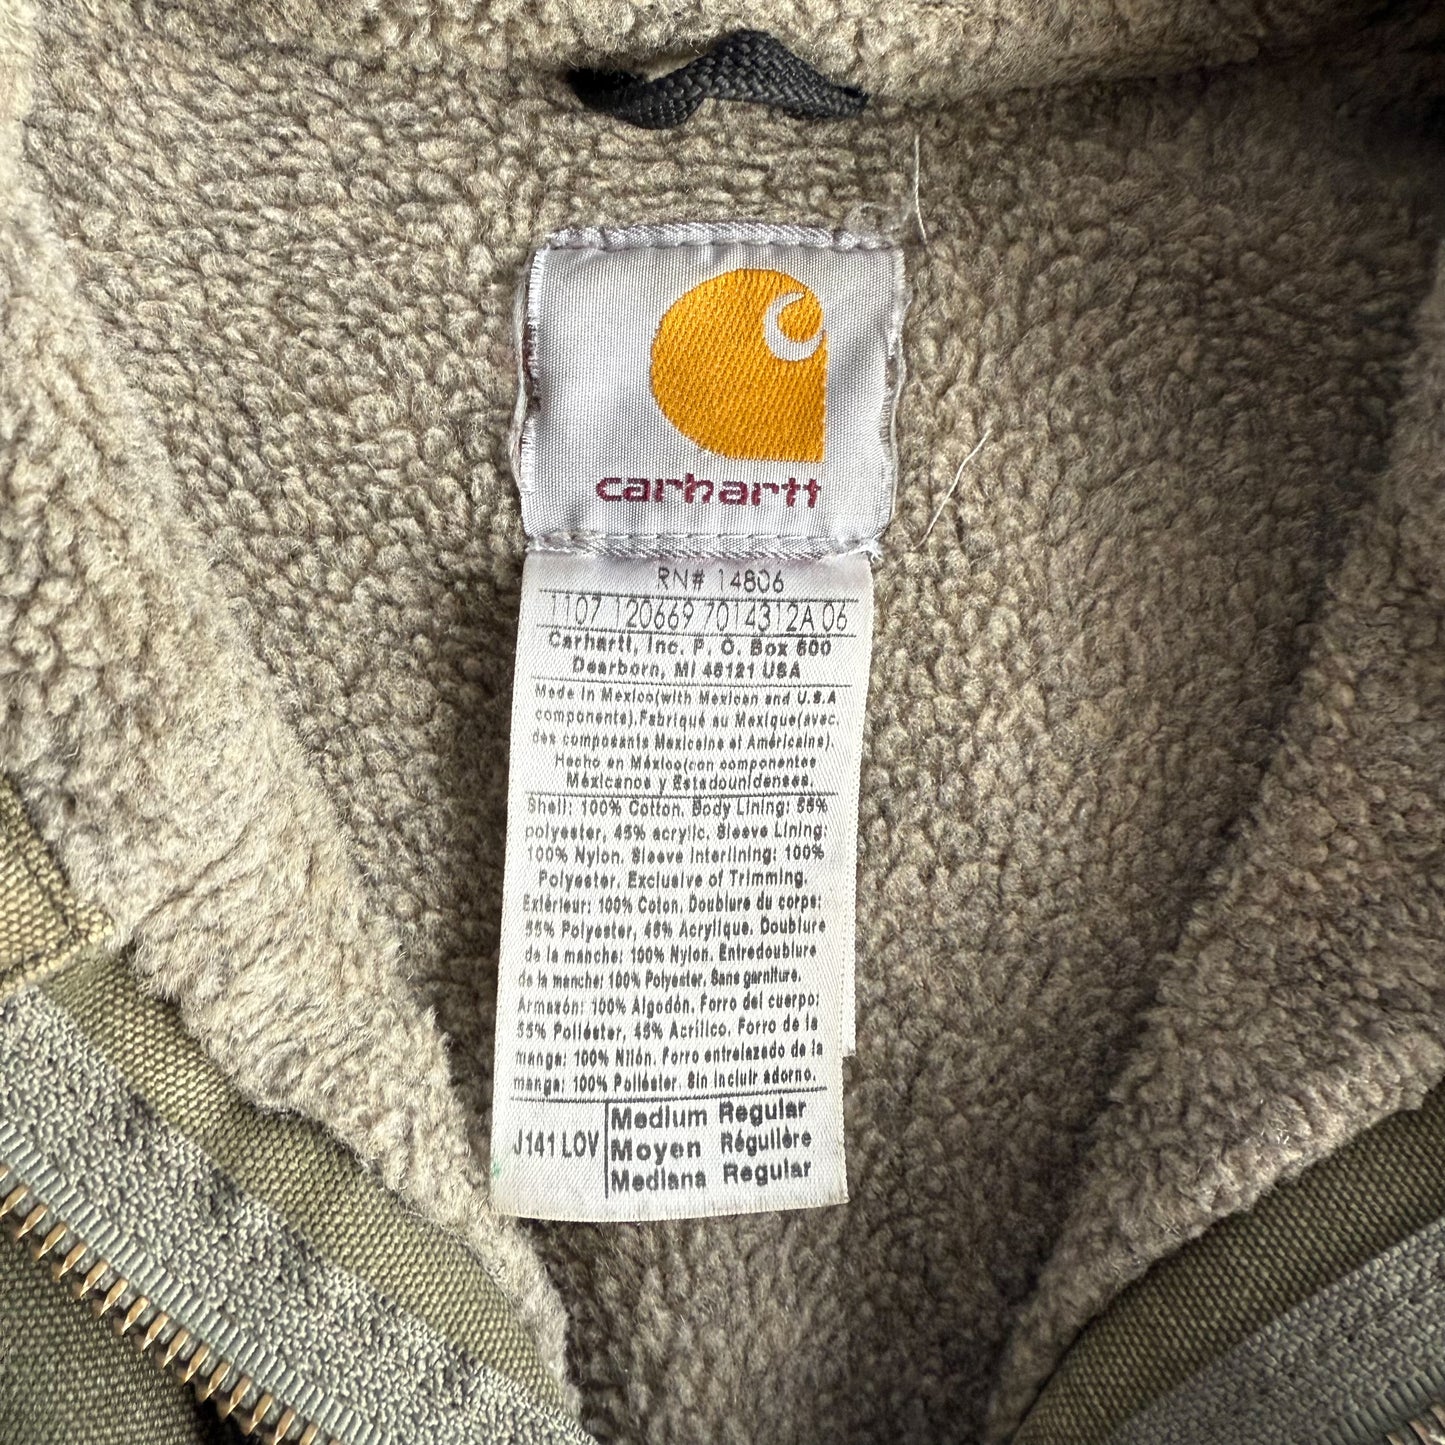 carhartt
RN# 14806
1107 120669 7014312A 06
Carhartt, Inc. P. O. Box 600
Dearborn, MI 48121 USA
Made in Mexico(with Mexican and U.S.A
components).Fabriqué au Mexique(avec.
des composants Mexicains et Américains).
Hecho en México(con componentes
Méxicanos y Estadounidenses.
Shell: 100% Cotton. Body Lining: 55%
polyester, 45% acrylic. Sleeve Lining:
100% Nylon. Sleeve Interlining: 100%
Polyester. Exclusive of Trimming.
Extérieur: 100% Coton. Doublure du corps:
55% Polyester, 45% Acrylique. Doublure
de la manche: 100% Nylon. Entredoublure
de la manche: 100% Polyester. Sans garniture.
Armazón: 100% Algodón. Forro del cuerpo:
55% Poliéster, 45% Acrílico. Forro de la
manga: 100% Nilón. Forro entrelazado de la
manga: 100% Poliéster. Sin incluir adorno.
J141 LOV
Medium Regular
Moyen Régulière
Mediana Regular